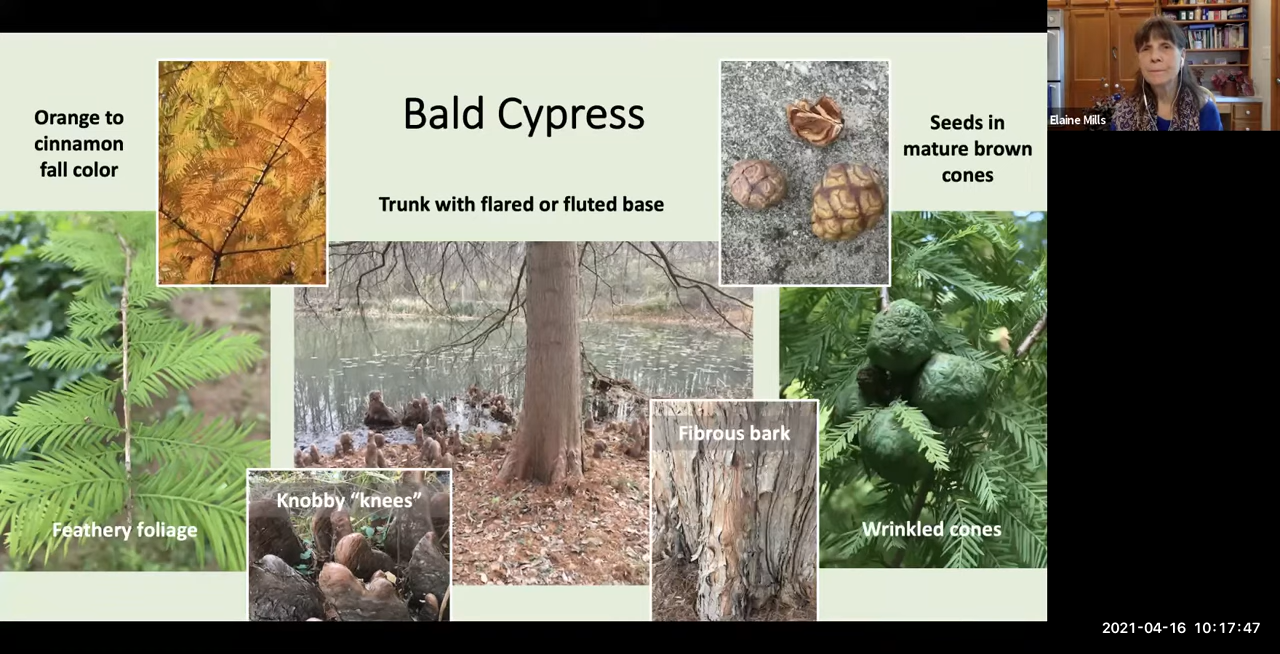 Bald Cypress
Orange to
cinnamon
fall color
Trunk with flared or fluted base
Seeds in
mature brown
cones
Feathery foliage
Knobby “knees”
Fibrous bark
Wrinkled cones
Elaine Mills
2021-04-16 10:17:47